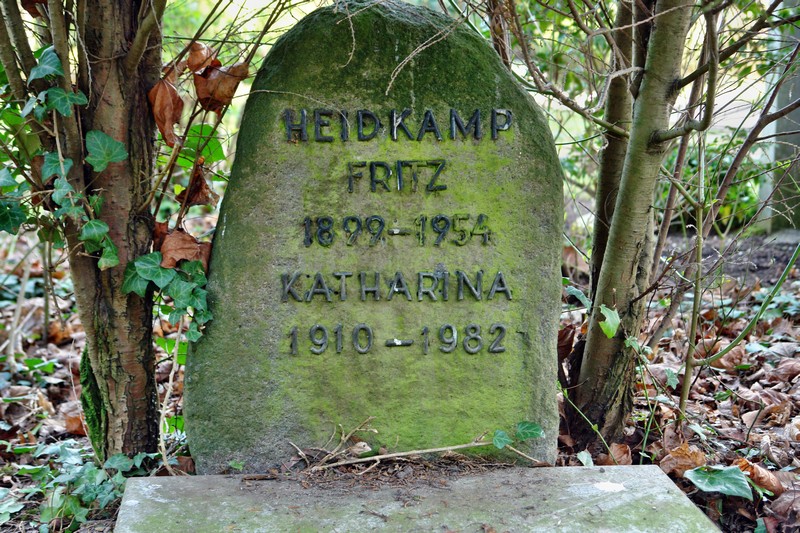 HEIDKAMP
FRITZ
1899 - 1954
KATHARINA
1910 - 1982